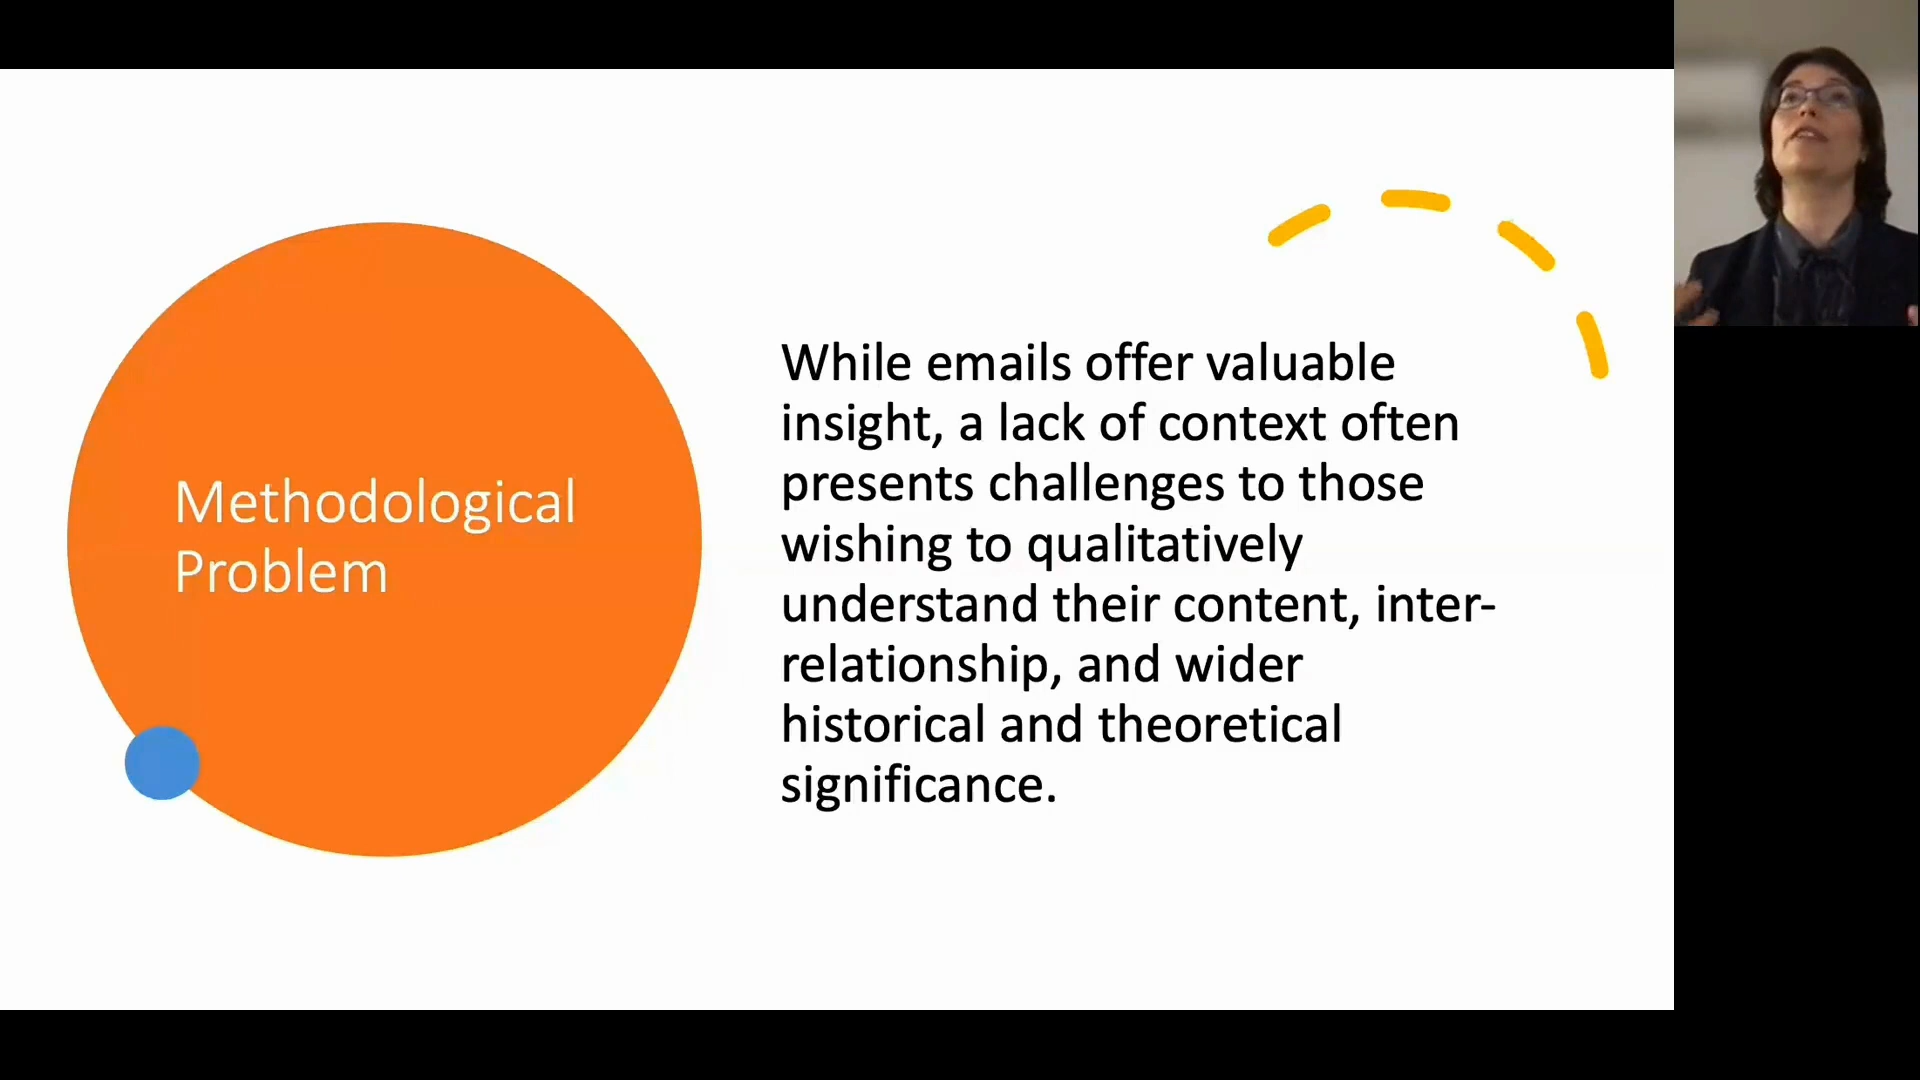 Methodological
Problem
While emails offer valuable
insight, a lack of context often
presents challenges to those
wishing to qualitatively
understand their content, inter-
relationship, and wider
historical and theoretical
significance.